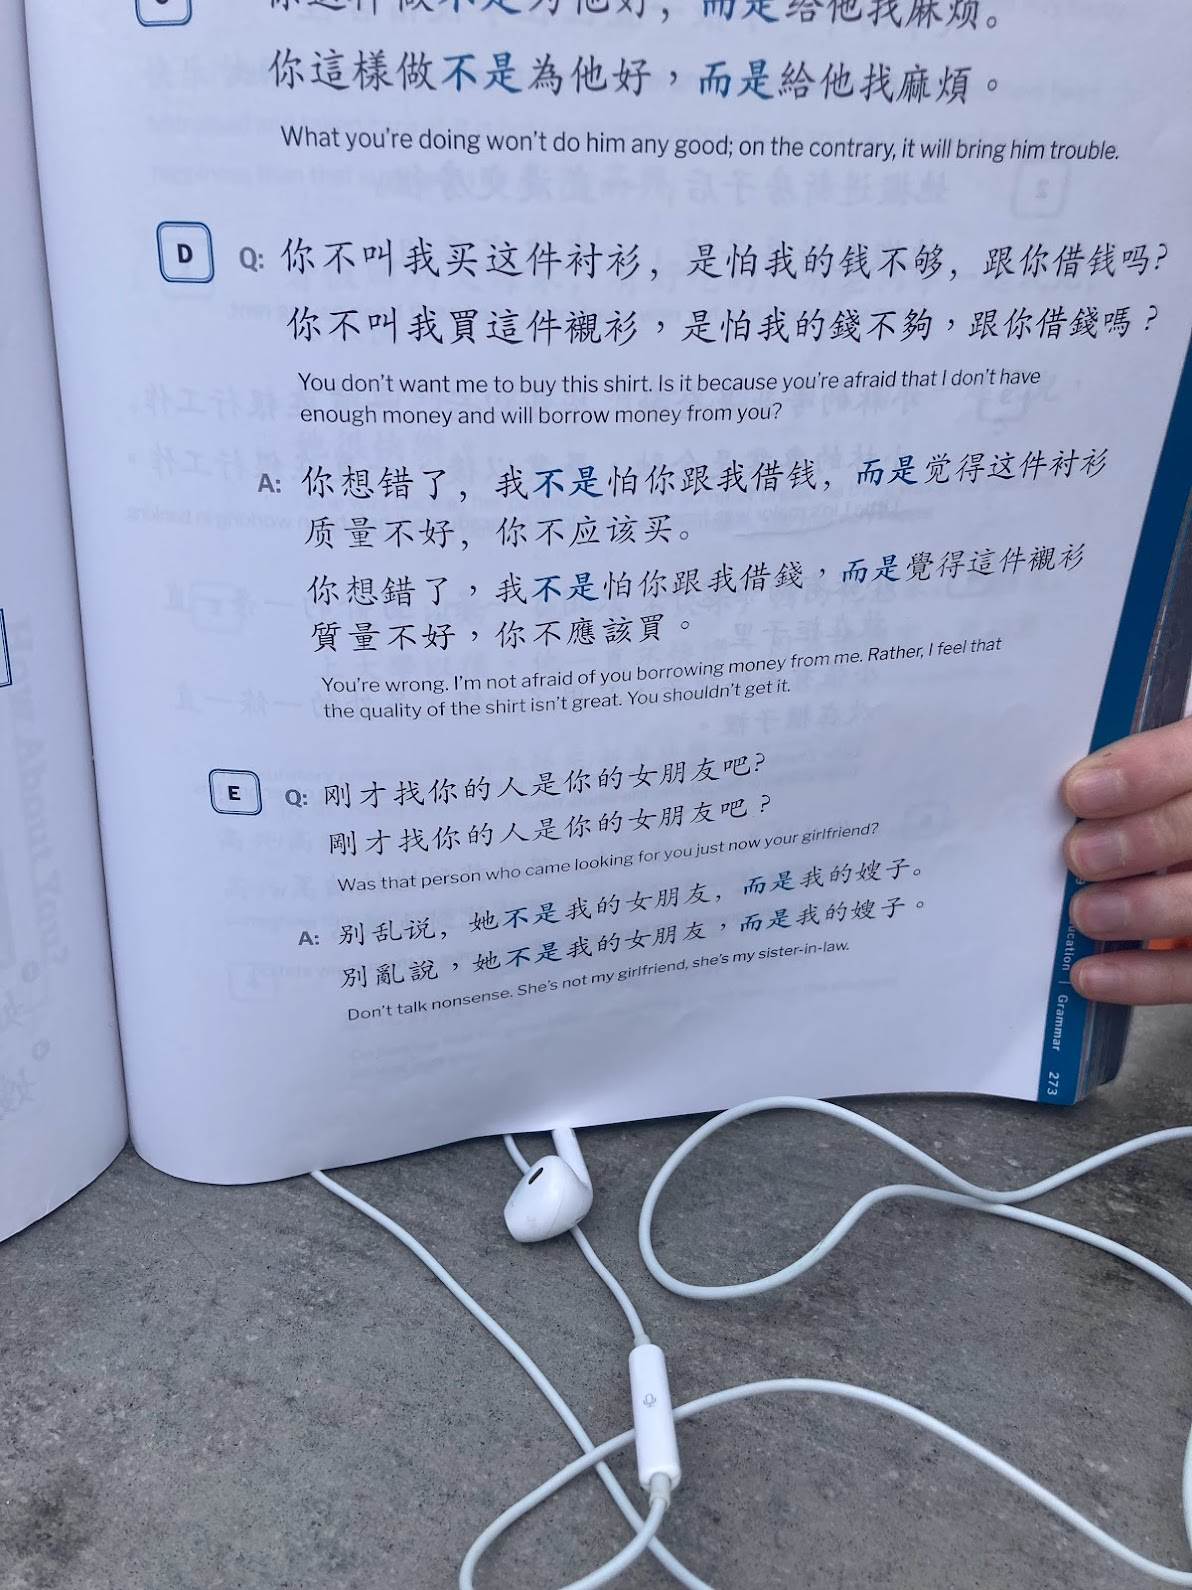 你这样做不是为他好，而是给他找麻烦。
你這樣做不是為他好，而是給他找麻煩。
What you're doing won't do him any good; on the contrary, it will bring him trouble.
D Q: 你不叫我买这件衬衫，是怕我的钱不够，跟你借钱吗？
你不叫我買這件襯衫，是怕我的錢不夠，跟你借錢嗎？
You don't want me to buy this shirt. Is it because you're afraid that I don't have
enough money and will borrow money from you?
A: 你想错了，我不是怕你跟我借钱，而是觉得这件衬衫
质量不好，你不应该买。
你想錯了，我不是怕你跟我借錢，而是覺得這件襯衫
質量不好，你不應該買。
You're wrong. I'm not afraid of you borrowing money from me. Rather, I feel that
the quality of the shirt isn't great. You shouldn't get it.
E Q: 刚才找你的人是你的女朋友吧？
剛才找你的人是你的女朋友吧？
Was that person who came looking for you just now your girlfriend?
A: 别乱说，她不是我的女朋友，而是我的嫂子。
別亂說，她不是我的女朋友，而是我的嫂子。
Don't talk nonsense. She's not my girlfriend, she's my sister-in-law.
ucation | Grammar 273